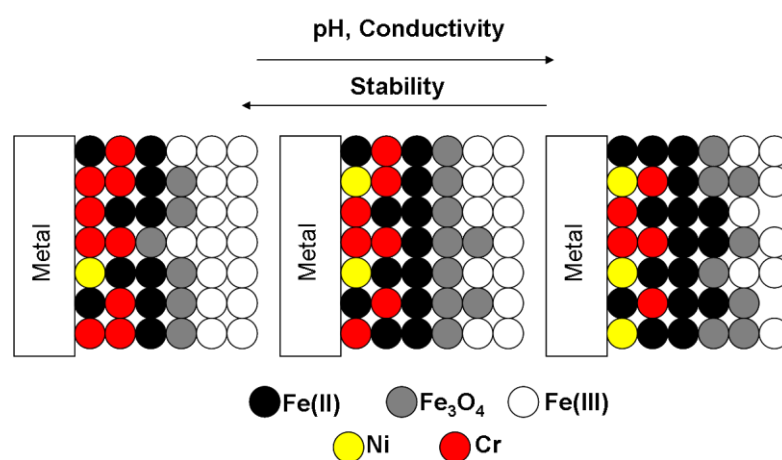 pH, Conductivity
Stability
Metal
Metal
Metal
Fe(II)
Fe₃O₄
Fe(III)
Ni
Cr